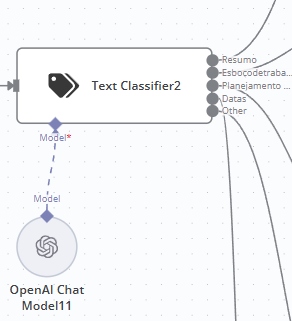 Resumo
Esbocodetraba...
Text Classifier2
Planejamento ...
Datas
Other
Model*
Model
OpenAI Chat
Model11